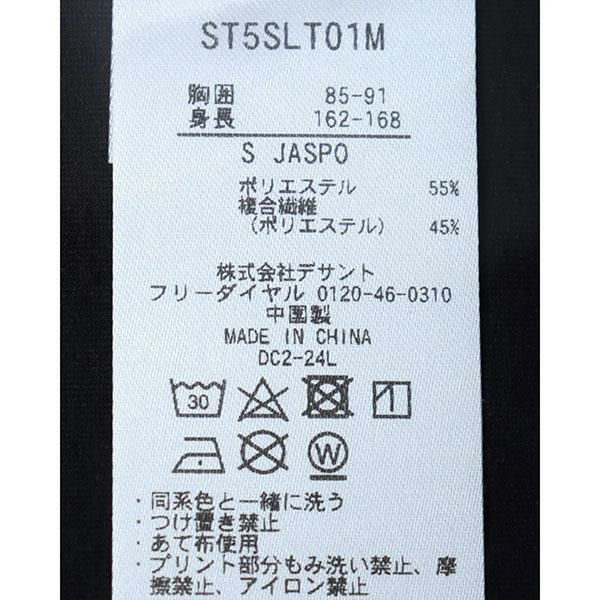 ST5SLT01M
胸囲 85-91
身長 162-168
S JASPO
ポリエステル 55%
複合繊維
(ポリエステル) 45%
株式会社デサント
フリーダイヤル 0120-46-0310
中国製
MADE IN CHINA
DC2-24L
30
W
・同系色と一緒に洗う
・つけ置き禁止
・あて布使用
・プリント部分もみ洗い禁止、摩
擦禁止、アイロン禁止